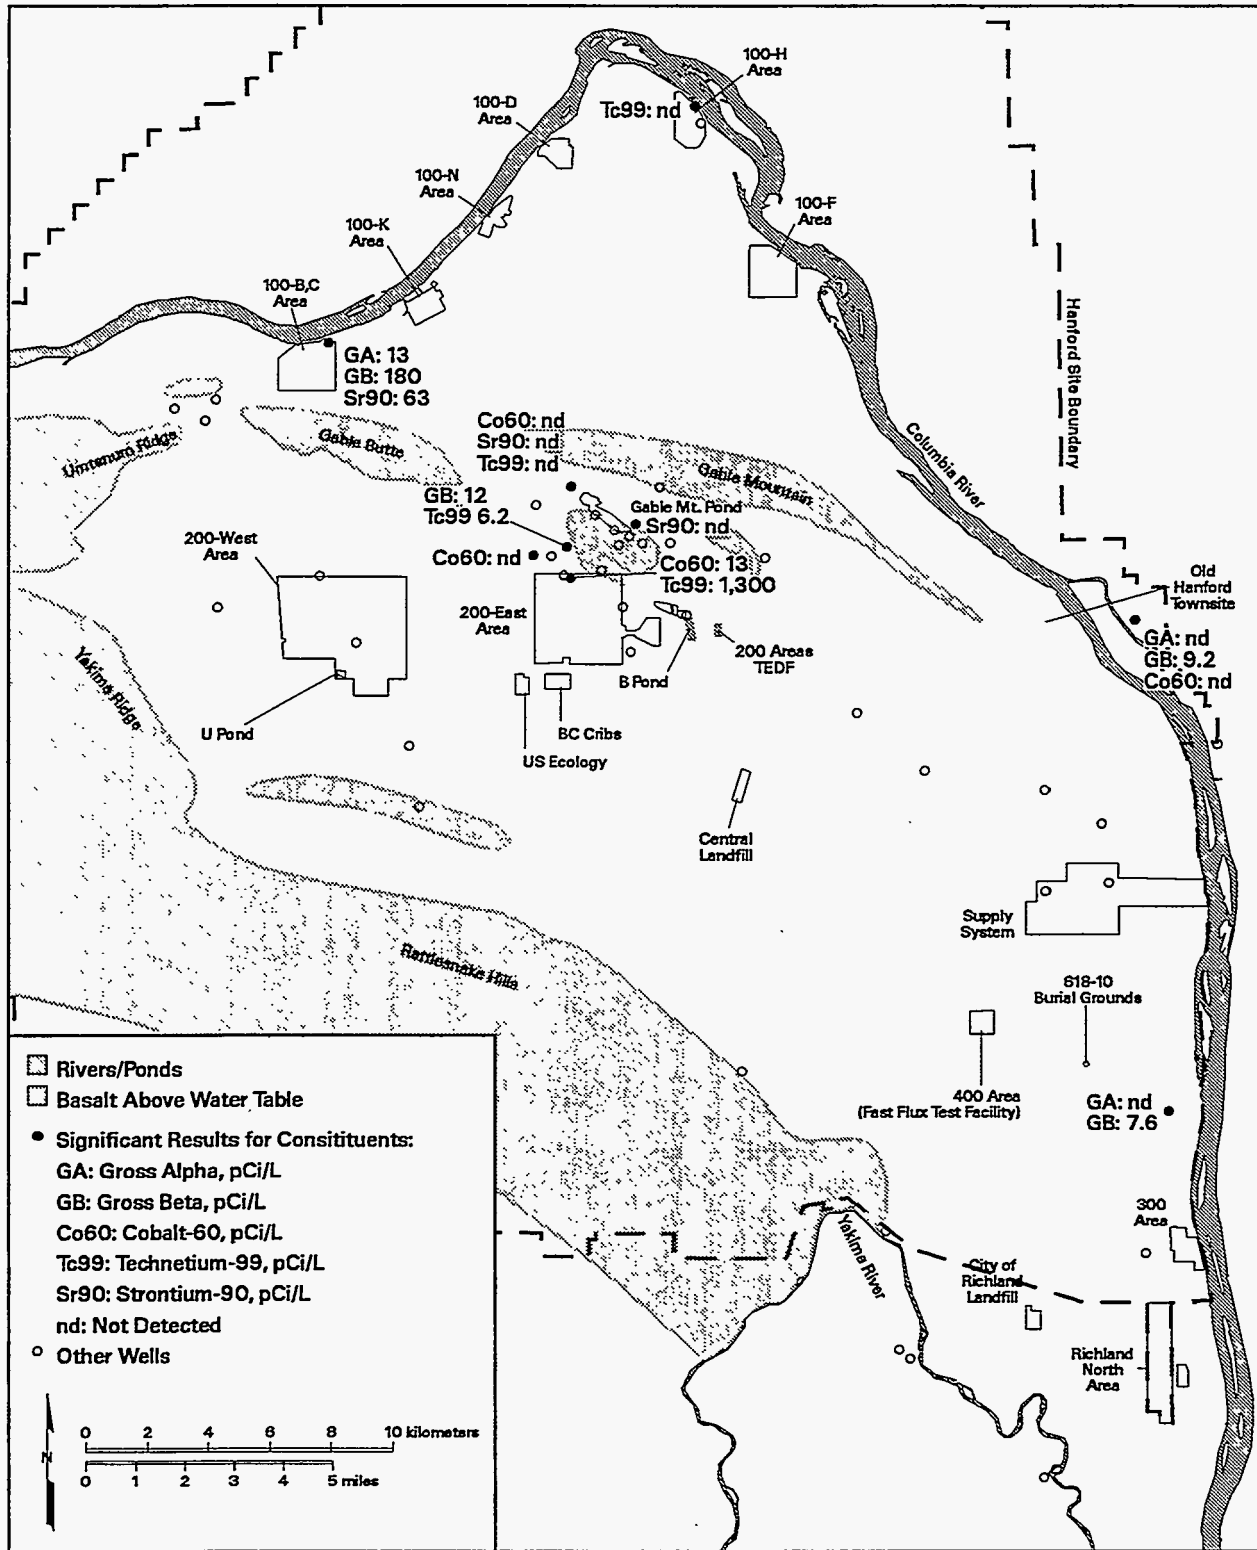 100-H
Area
Tc99: nd
100-D
Area
100-N
Area
100-F
Area
100-K
Area
100-B,C
Area
GA: 13
GB: 180
Sr90: 63
Hanford Site Boundary
Columbia River
Umtanum Ridge
Gable Butte
Co60: nd
Sr90: nd
Tc99: nd
Gable Mountain
GB: 12
Tc99 6.2
Gable Mt. Pond
Sr90: nd
200-West
Area
Co60: nd
Co60: 13
Tc99: 1,300
Old
Hanford
Townsite
200-East
Area
GA: nd
GB: 9.2
Co60: nd
200 Areas
TEDF
B Pond
Yakima Ridge
U Pond
BC Cribs
US Ecology
Central
Landfill
Supply
System
Rattlesnake Hills
618-10
Burial Grounds
400 Area
(Fast Flux Test Facility)
GA: nd
GB: 7.6
300
Area
Yakima River
City of
Richland
Landfill
Richland
North
Area
Rivers/Ponds
Basalt Above Water Table
Significant Results for Consitituents:
GA: Gross Alpha, pCi/L
GB: Gross Beta, pCi/L
Co60: Cobalt-60, pCi/L
Tc99: Technetium-99, pCi/L
Sr90: Strontium-90, pCi/L
nd: Not Detected
Other Wells
N
0 2 4 6 8 10 kilometers
0 1 2 3 4 5 miles